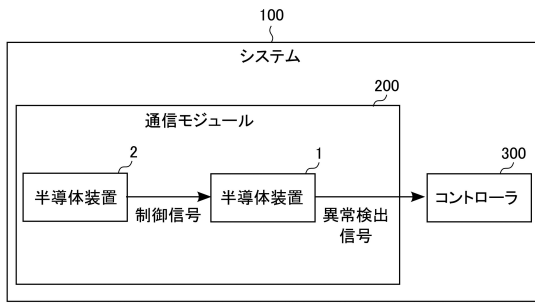 100
システム
200
通信モジュール
2
1
300
半導体装置
半導体装置
コントローラ
制御信号
異常検出
信号